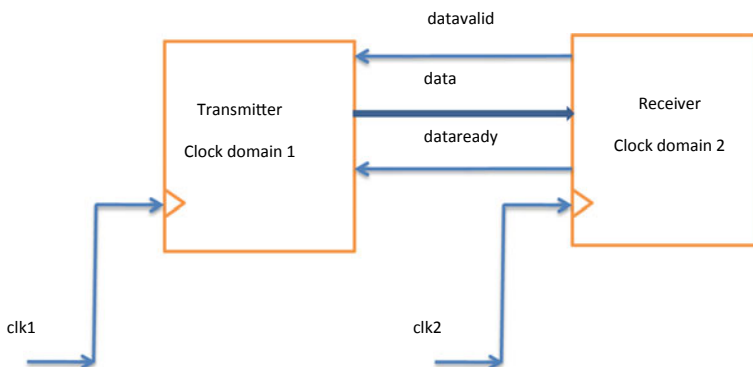 datavalid
data
Transmitter
Receiver
dataready
Clock domain 1
Clock domain 2
clk1
clk2